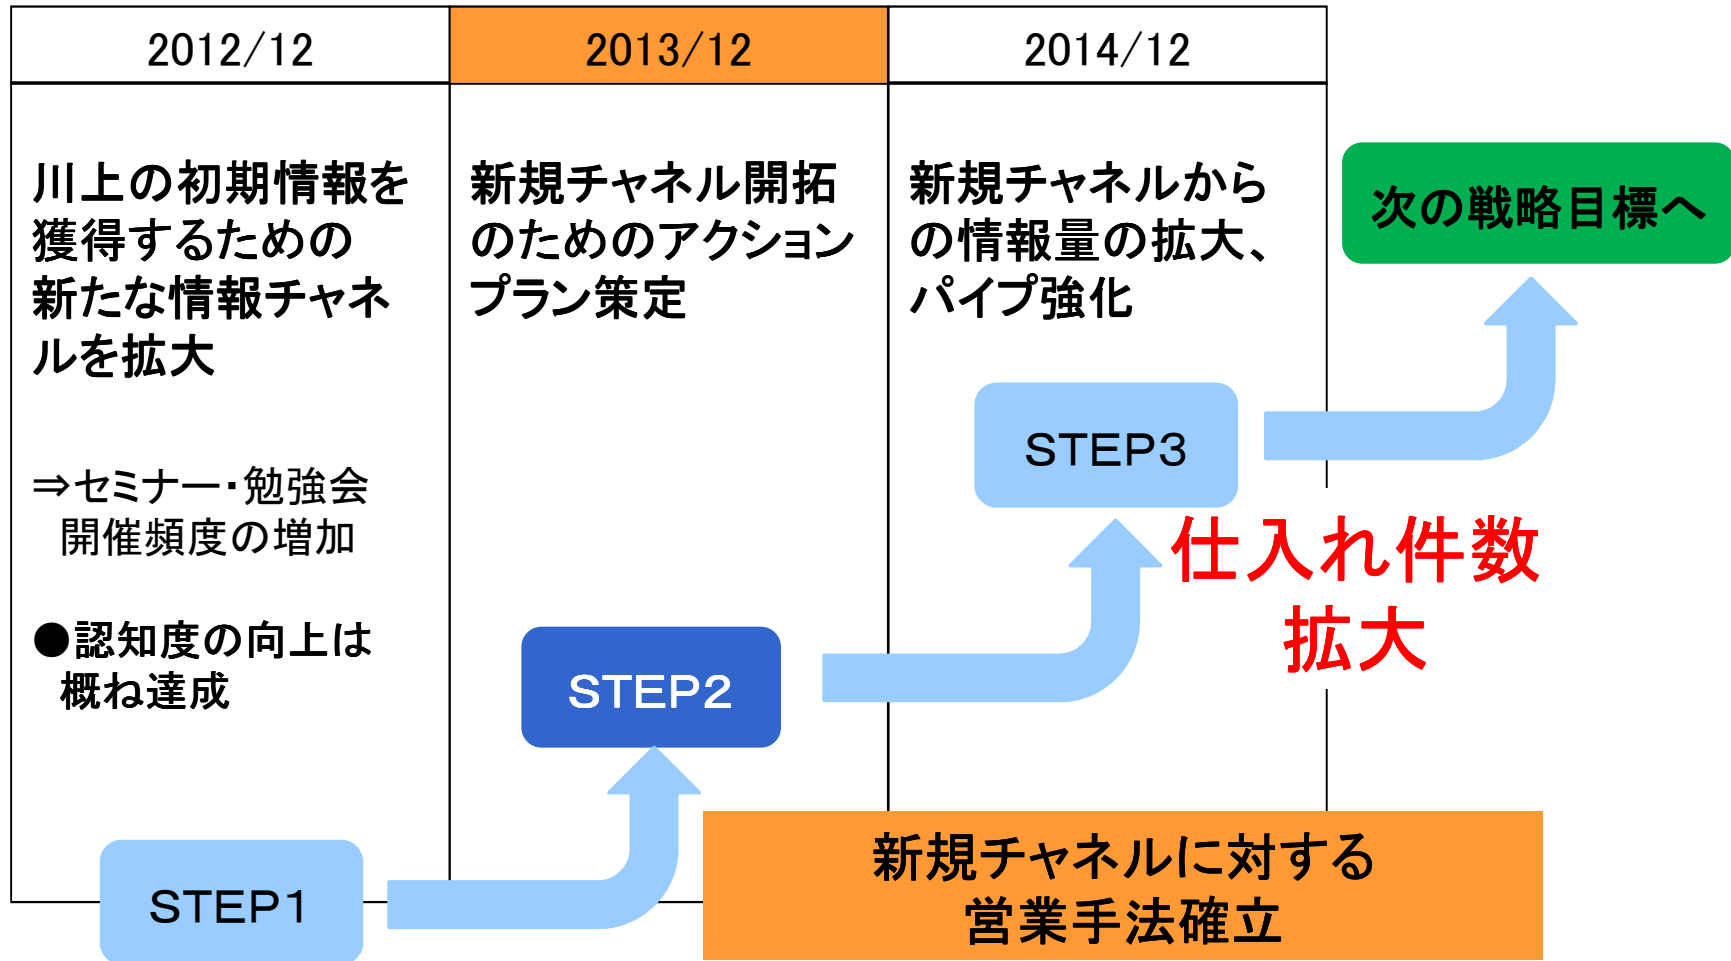 2012/12
2013/12
2014/12
川上の初期情報を
獲得するための
新たな情報チャネ
ルを拡大
⇒セミナー・勉強会
開催頻度の増加
●認知度の向上は
概ね達成
STEP1
新規チャネル開拓
のためのアクション
プラン策定
STEP2
新規チャネルから
の情報量の拡大、
パイプ強化
STEP3
次の戦略目標へ
仕入れ件数
拡大
新規チャネルに対する
営業手法確立